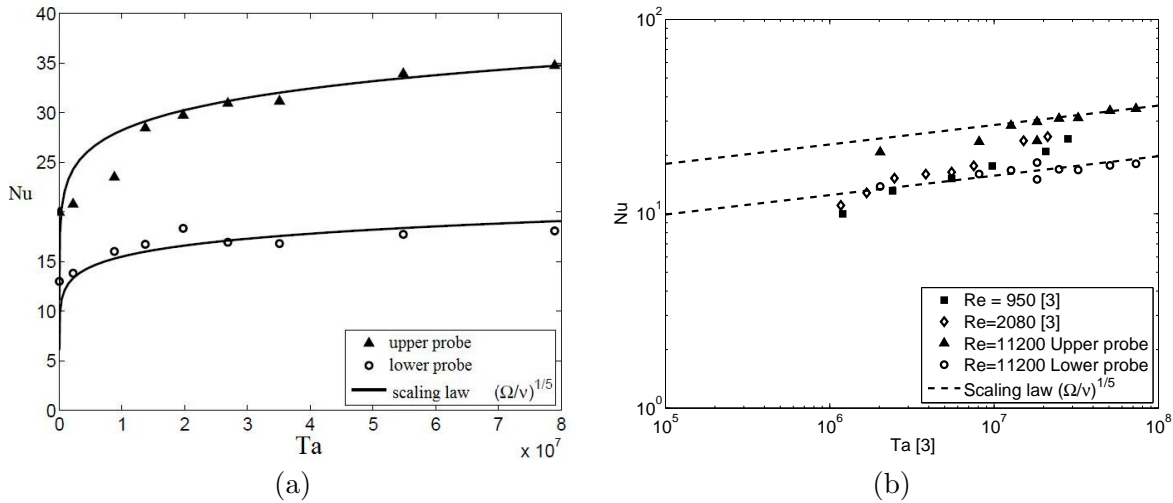 40
35
30
25
Nu
20
15
10
5
0
0 1 2 3 4 5 6 7 8
Ta
x 10^7
upper probe
lower probe
scaling law (Ω/ν)^1/5
(a)
10^2
10^1
10^0
Nu
10^5 10^6 10^7 10^8
Ta [3]
Re = 950 [3]
Re=2080 [3]
Re=11200 Upper probe
Re=11200 Lower probe
Scaling law (Ω/ν)^1/5
(b)